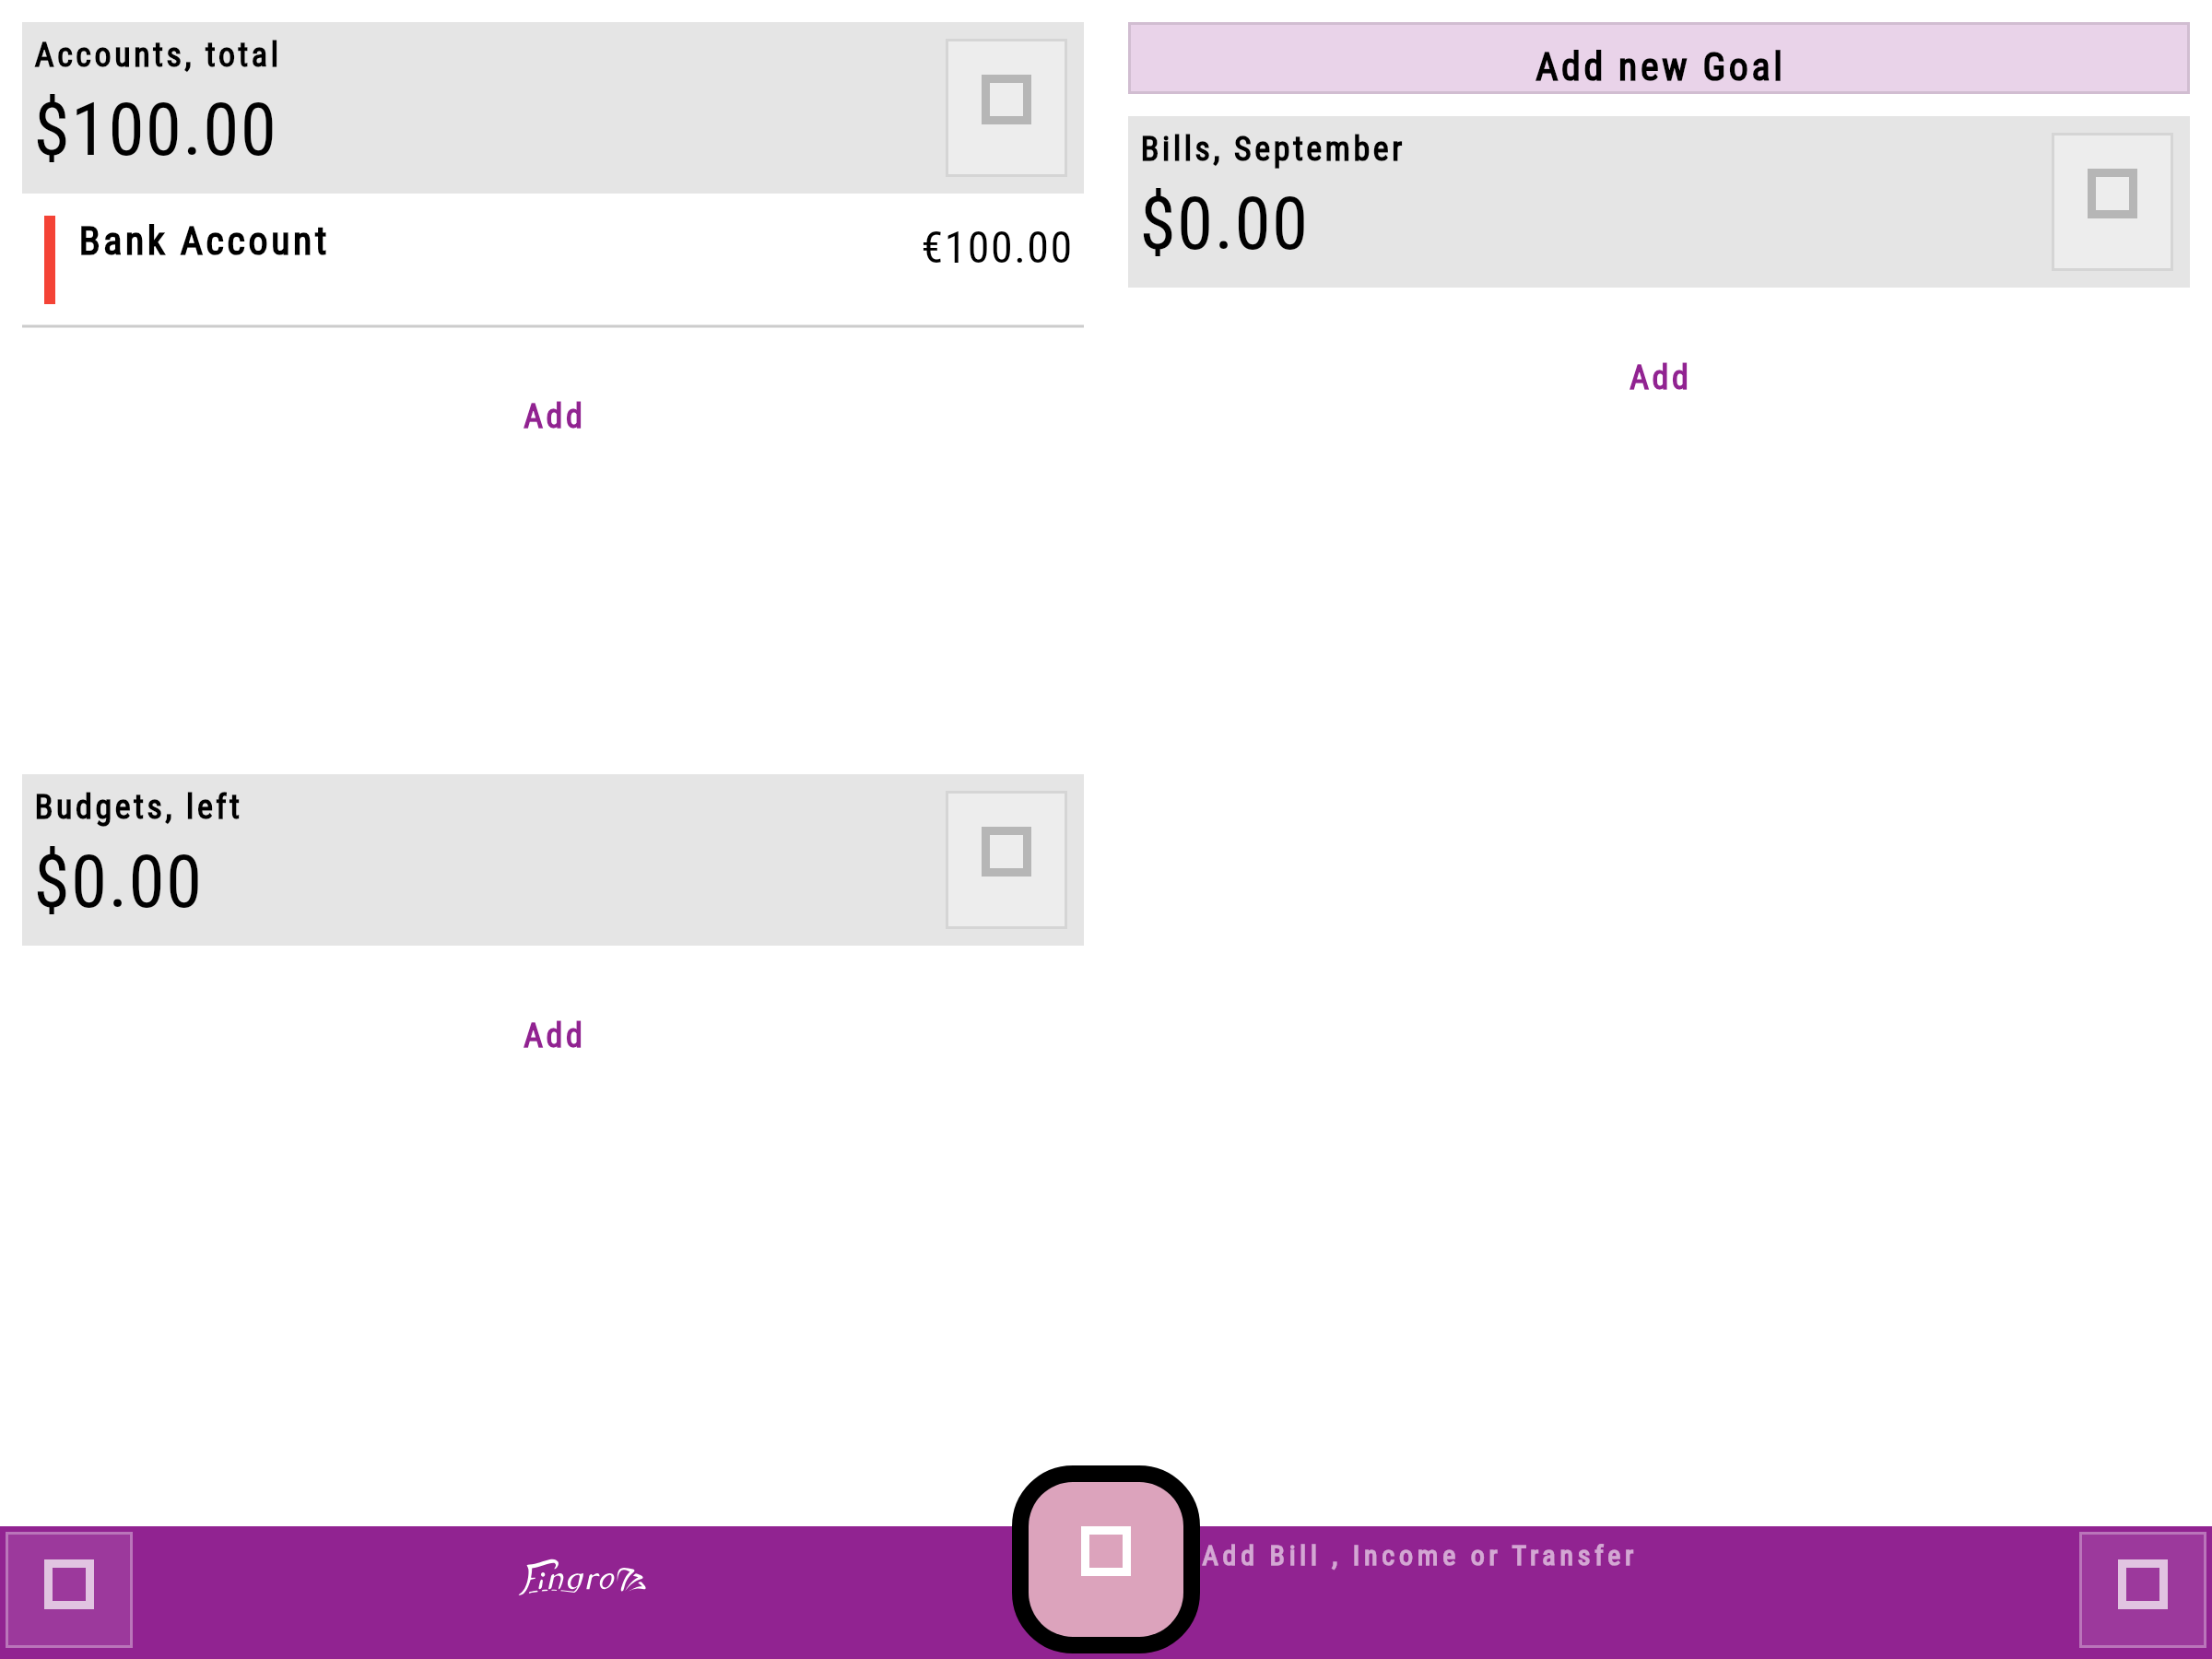 Accounts, total
$100.00
Bank Account
€100.00
Add
Budgets, left
$0.00
Add
Add new Goal
Bills, September
$0.00
Add
Add Bill , Income or Transfer